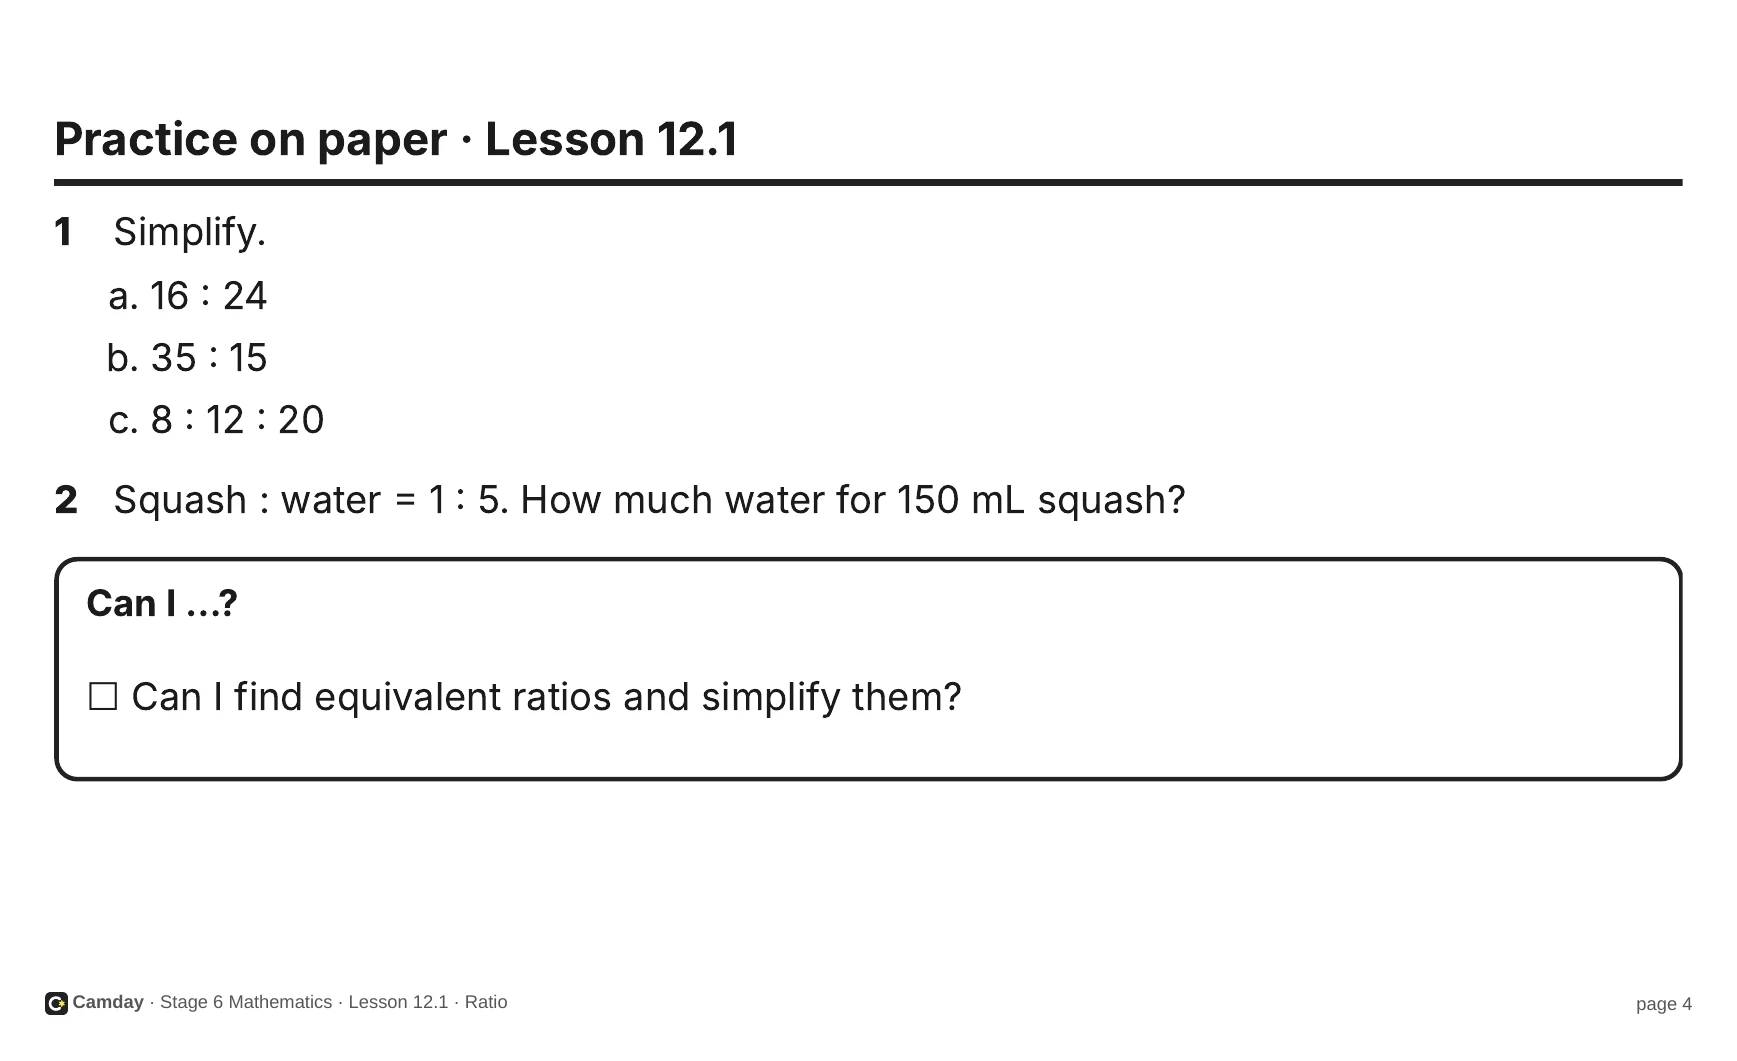 Practice on paper · Lesson 12.1
1 Simplify.
a. 16 : 24
b. 35 : 15
c. 8 : 12 : 20
2 Squash : water = 1 : 5. How much water for 150 mL squash?
Can I …?
☐ Can I find equivalent ratios and simplify them?
Camday · Stage 6 Mathematics · Lesson 12.1 · Ratio
page 4